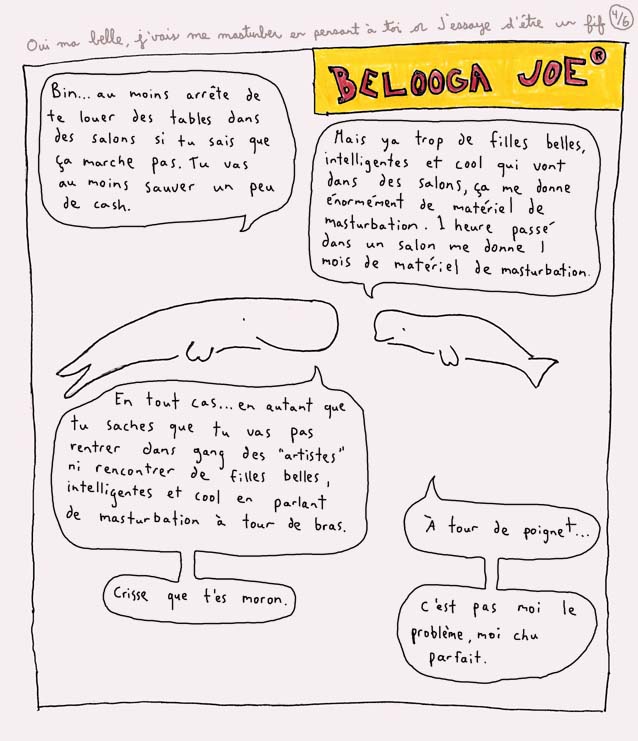 Oui ma belle, j'vais me masturber en pensant à toi or J'essaye d'être un fif 4/6
BELOOGA JOE®
Bin... au moins arrête de
te louer des tables dans
des salons si tu sais que
ça marche pas. Tu vas
au moins sauver un peu
de cash.
Mais ya trop de filles belles,
intelligentes et cool qui vont
dans des salons, ça me donne
énormément de matériel de
masturbation. 1 heure passé
dans un salon me donne 1
mois de matériel de masturbation.
En tout cas... en autant que
tu saches que tu vas pas
rentrer dans gang des "artistes"
ni rencontrer de filles belles,
intelligentes et cool en parlant
de masturbation à tour de bras.
Crisse que t'es moron.
À tour de poignet...
C'est pas moi le
problème, moi chu
parfait.